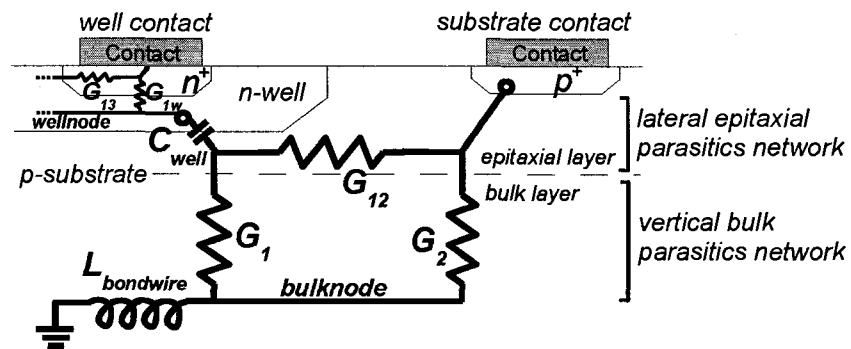 well contact
substrate contact
Contact
Contact
n+
p+
G13
G1w
n-well
wellnode
Cwell
lateral epitaxial
parasitics network
epitaxial layer
p-substrate
G12
bulk layer
vertical bulk
parasitics network
G1
G2
Lbondwire
bulknode